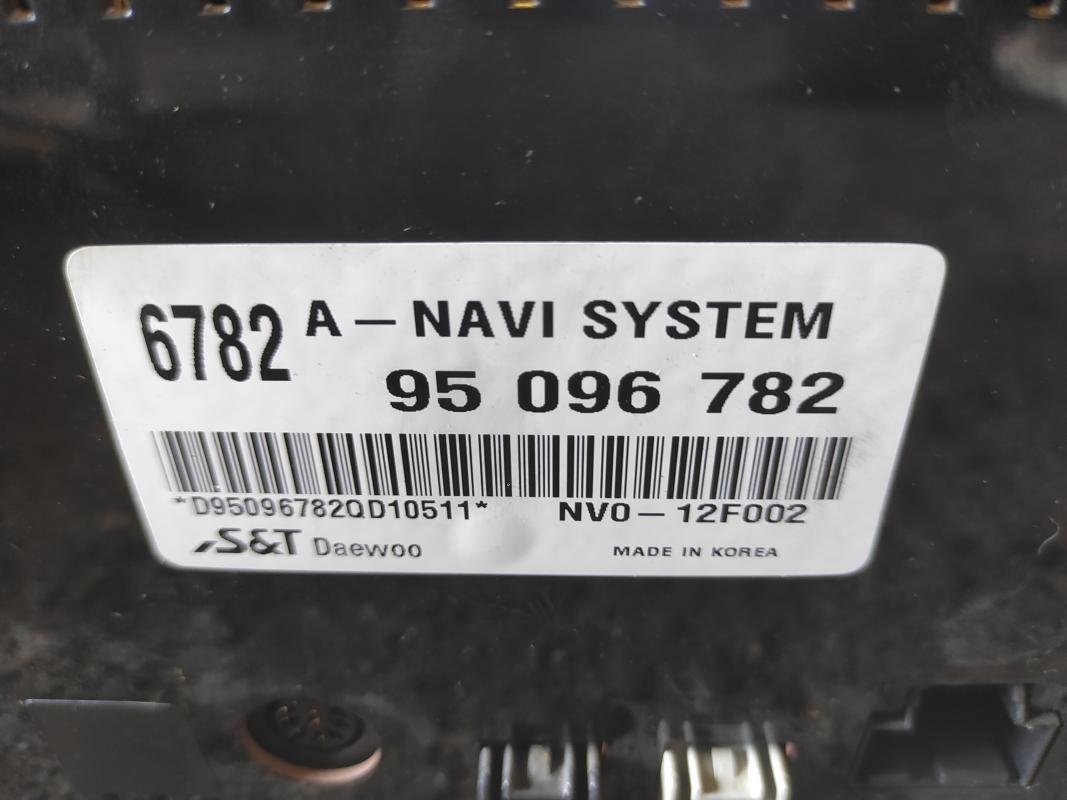 6782 A – NAVI SYSTEM
95 096 782
*D95096782QD10511* NV0 – 12F002
S&T Daewoo MADE IN KOREA